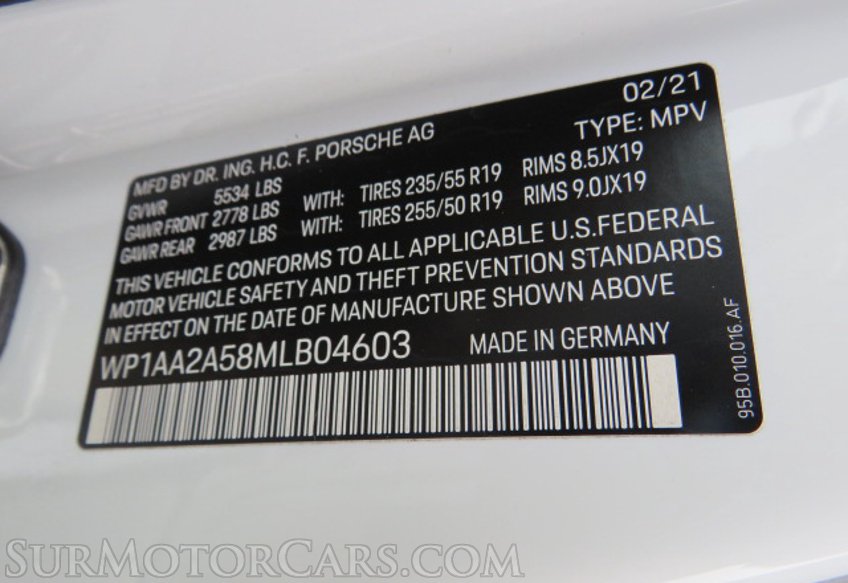 02/21
MFD BY DR. ING. H.C. F. PORSCHE AG TYPE: MPV
GVWR 5534 LBS
GAWR FRONT 2778 LBS WITH: TIRES 235/55 R19 RIMS 8.5JX19
GAWR REAR 2987 LBS WITH: TIRES 255/50 R19 RIMS 9.0JX19
THIS VEHICLE CONFORMS TO ALL APPLICABLE U.S.FEDERAL
MOTOR VEHICLE SAFETY AND THEFT PREVENTION STANDARDS
IN EFFECT ON THE DATE OF MANUFACTURE SHOWN ABOVE
WP1AA2A58MLB04603 MADE IN GERMANY
95B.010.016.AF
SURMOTORCARS.COM